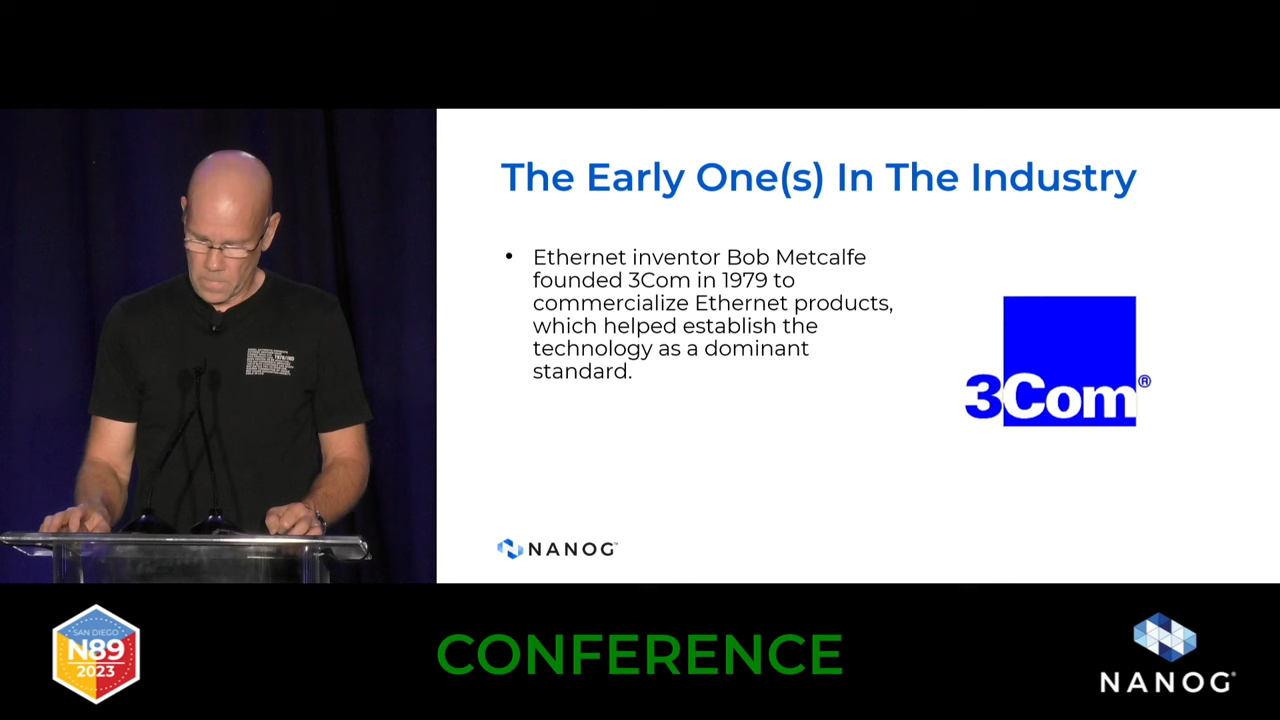 The Early One(s) In The Industry
• Ethernet inventor Bob Metcalfe
founded 3Com in 1979 to
commercialize Ethernet products,
which helped establish the
technology as a dominant
standard.
3Com®
NANOG™
SAN DIEGO
N89
2023
CONFERENCE
NANOG®